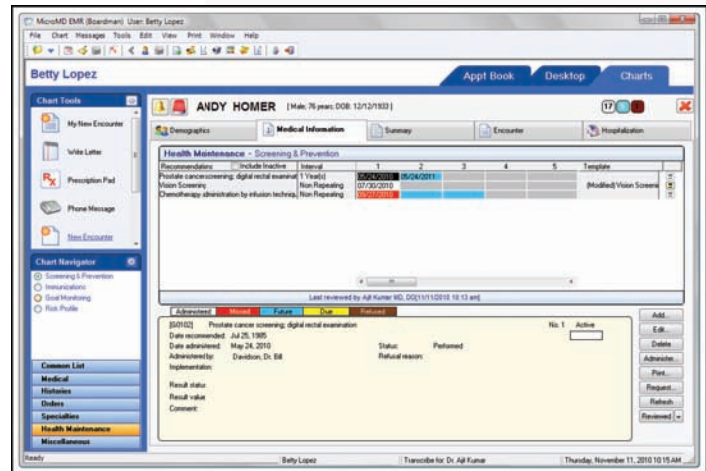 MicroMD EMR (Boardman) User: Betty Lopez
File Chart Messages Tools Edit View Print Window Help
Betty Lopez
Appt Book Desktop Charts
Chart Tools
My New Encounter
Write Letter
Prescription Pad
Phone Message
New Encounter
Chart Navigator
Screening & Prevention
Immunizations
Goal Monitoring
Risk Profile
Common List
Medical
Histories
Orders
Specialties
Health Maintenance
Miscellaneous
ANDY HOMER [Male; 76 years; DOB: 12/12/1933]
17
Demographics Medical Information Summary Encounter Hospitalization
Health Maintenance - Screening & Prevention
Recommendations Include Inactive Interval 1 2 3 4 5 Template
Prostate cancer screening; digital rectal examinat 1 Year(s) 05/24/2010 05/24/2011
Vision Screening Non Repeating 07/30/2010 (Modified) Vision Screeni
Chemotherapy administration by infusion techniq, Non Repeating
Last reviewed by Ajit Kumar MD, DO[11/11/2010 10:13 am]
Administered Missed Future Due Refused
[G0102] Prostate cancer screening; digital rectal examination No. 1 Active
Date recommended: Jul 25, 1985
Date administered: May 24, 2010 Status: Performed
Administered by: Davidson, Dr. Bill Refusal reason:
Implementation:
Result status:
Result value:
Comment:
Add...
Edit...
Delete
Administer...
Print...
Request...
Refresh
Reviewed
Ready Betty Lopez Transcribe for: Dr. Ajit Kumar Thursday, November 11, 2010 10:15 AM